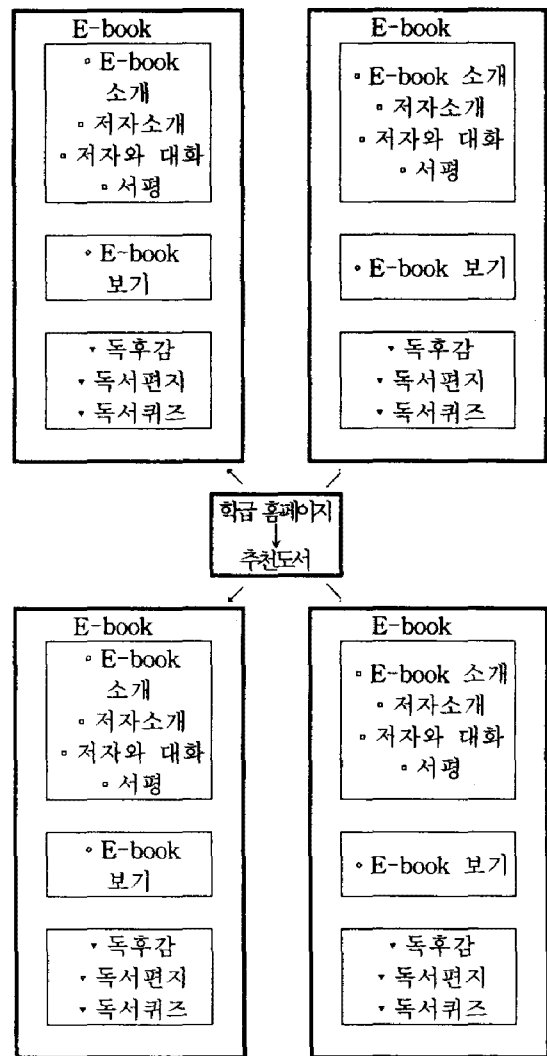 E-book
▫ E-book
소개
▫ 저자소개
▫ 저자와 대화
▫ 서평
◦ E-book
보기
▾ 독후감
▾ 독서편지
▾ 독서퀴즈
E-book
▫ E-book 소개
▫ 저자소개
▫ 저자와 대화
▫ 서평
◦ E-book 보기
▾ 독후감
▾ 독서편지
▾ 독서퀴즈
학급 홈페이지
↓
추천도서
E-book
▫ E-book
소개
▫ 저자소개
▫ 저자와 대화
▫ 서평
◦ E-book
보기
▾ 독후감
▾ 독서편지
▾ 독서퀴즈
E-book
▫ E-book 소개
▫ 저자소개
▫ 저자와 대화
▫ 서평
◦ E-book 보기
▾ 독후감
▾ 독서편지
▾ 독서퀴즈